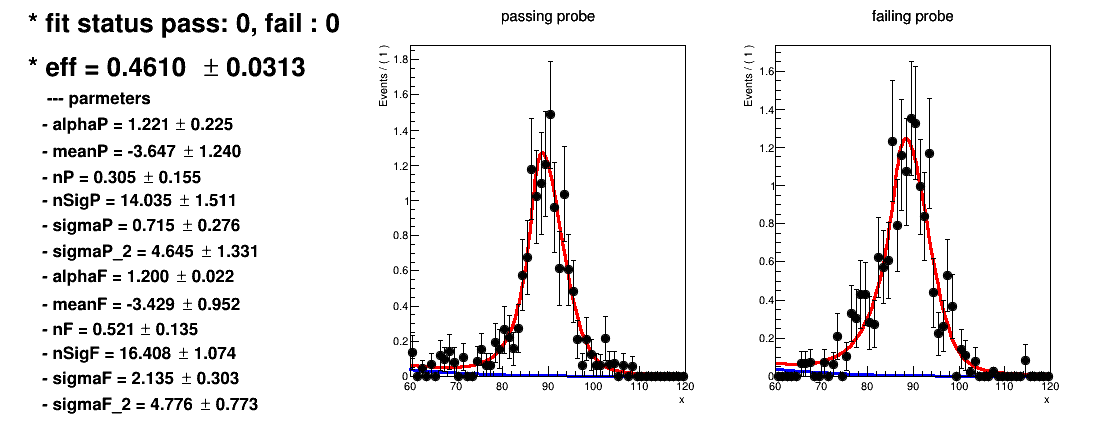 * fit status pass: 0, fail : 0
* eff = 0.4610 ± 0.0313
--- parmeters
- alphaP = 1.221 ± 0.225
- meanP = -3.647 ± 1.240
- nP = 0.305 ± 0.155
- nSigP = 14.035 ± 1.511
- sigmaP = 0.715 ± 0.276
- sigmaP_2 = 4.645 ± 1.331
- alphaF = 1.200 ± 0.022
- meanF = -3.429 ± 0.952
- nF = 0.521 ± 0.135
- nSigF = 16.408 ± 1.074
- sigmaF = 2.135 ± 0.303
- sigmaF_2 = 4.776 ± 0.773
passing probe
Events / ( 1 )
1.8
1.6
1.4
1.2
1
0.8
0.6
0.4
0.2
0
60 70 80 90 100 110 120
x
failing probe
Events / ( 1 )
1.6
1.4
1.2
1
0.8
0.6
0.4
0.2
0
60 70 80 90 100 110 120
x